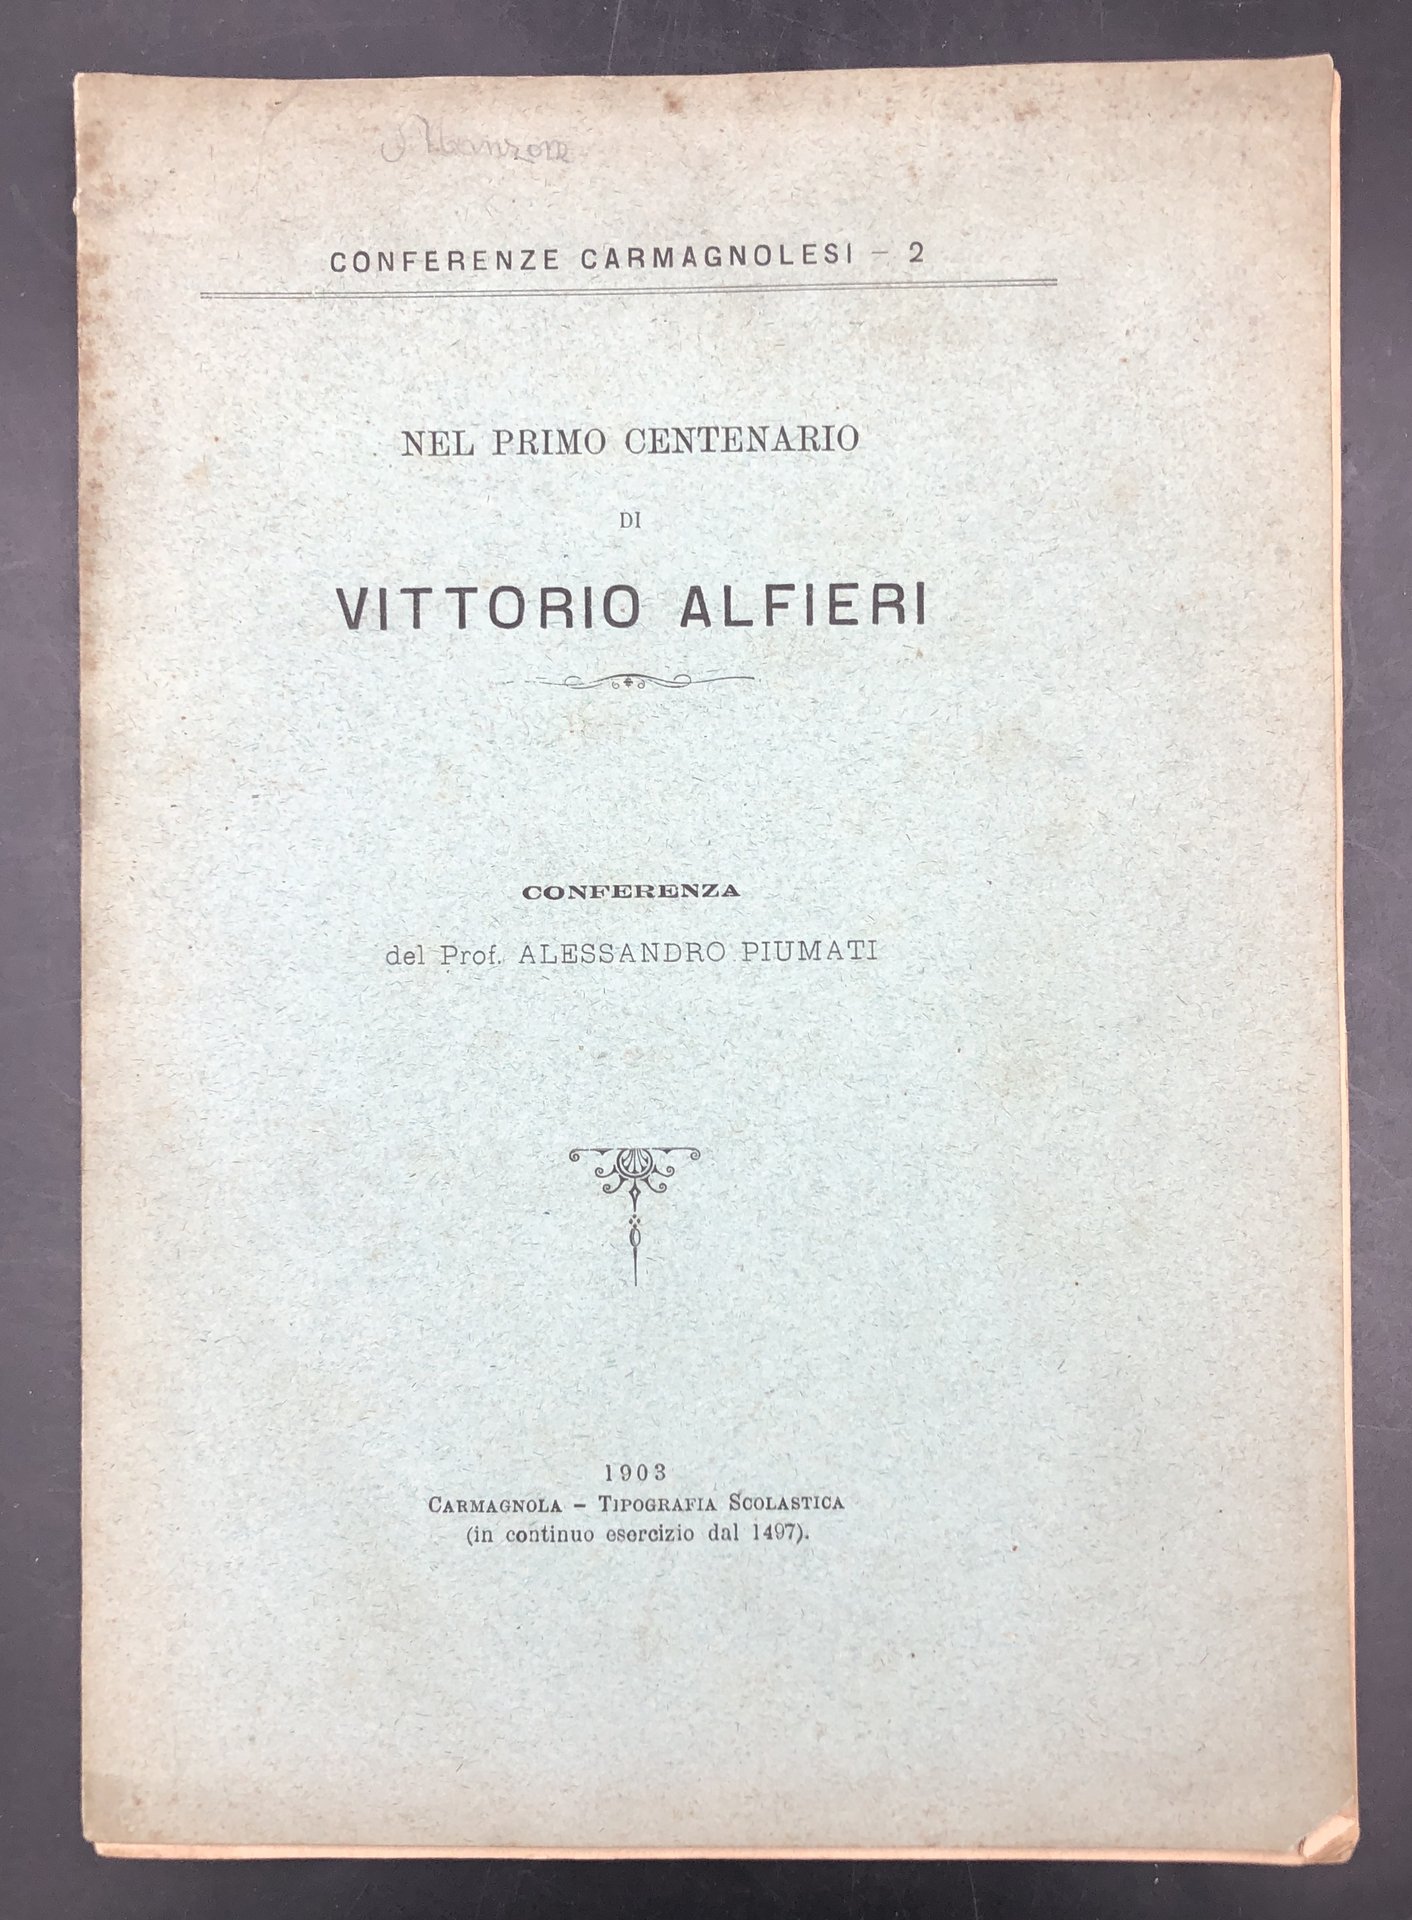 CONFERENZE CARMAGNOLESI – 2
NEL PRIMO CENTENARIO
DI
VITTORIO ALFIERI
CONFERENZA
del Prof. ALESSANDRO PIUMATI
1903
CARMAGNOLA – TIPOGRAFIA SCOLASTICA
(in continuo esercizio dal 1497).